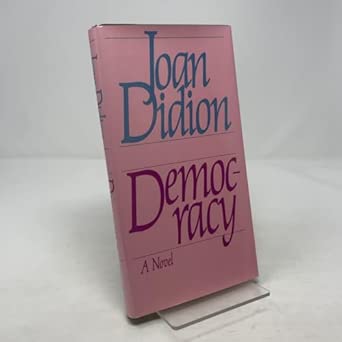 Joan
Didion
Democ-
racy
A Novel